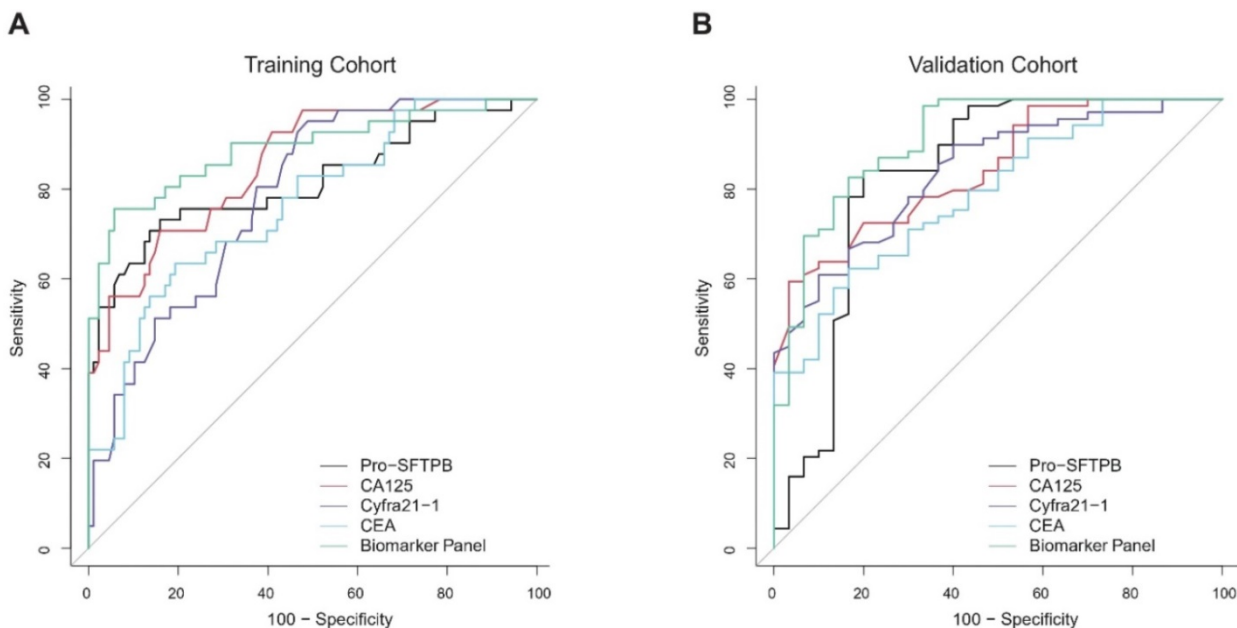 A
Training Cohort
Sensitivity
0
20
40
60
80
100
0 20 40 60 80 100
100 − Specificity
Pro−SFTPB
CA125
Cyfra21−1
CEA
Biomarker Panel
B
Validation Cohort
Sensitivity
0
20
40
60
80
100
0 20 40 60 80 100
100 − Specificity
Pro−SFTPB
CA125
Cyfra21−1
CEA
Biomarker Panel